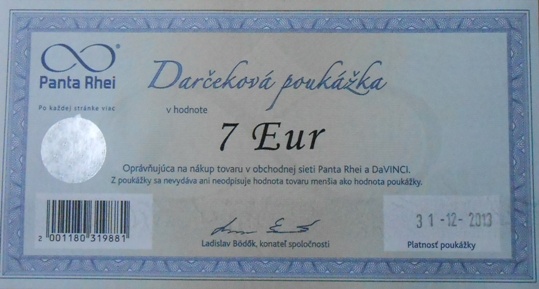 Panta Rhei
Po každej stránke viac
Darčeková poukážka
v hodnote
7 Eur
Oprávňujúca na nákup tovaru v obchodnej sieti Panta Rhei a DaVINCI.
Z poukážky sa nevydáva ani neodpisuje hodnota tovaru menšia ako hodnota poukážky.
2 001180 319881
Ladislav Bödők, konateľ spoločnosti
31-12-2013
Platnosť poukážky